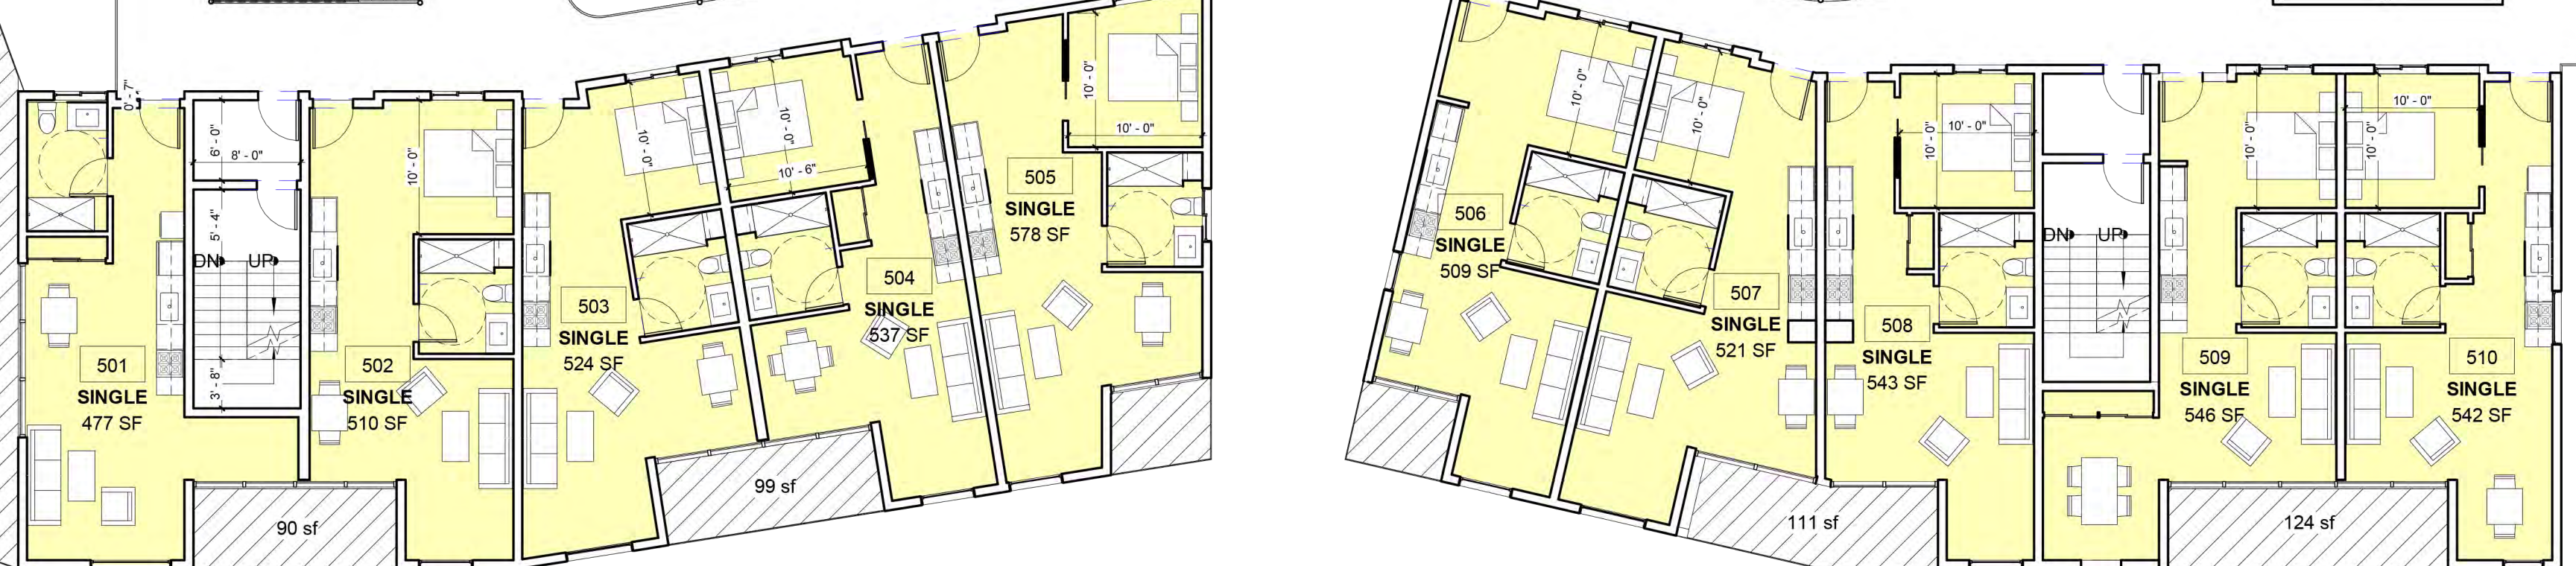 0' - 7"
6' - 0"
8' - 0"
5' - 4"
DN
UP
3' - 8"
501
SINGLE
477 SF
10' - 0"
502
SINGLE
510 SF
90 sf
10' - 0"
503
SINGLE
524 SF
10' - 0"
10' - 6"
504
SINGLE
537 SF
99 sf
10' - 0"
10' - 0"
505
SINGLE
578 SF
10' - 0"
506
SINGLE
509 SF
10' - 0"
507
SINGLE
521 SF
111 sf
10' - 0"
10' - 0"
508
SINGLE
543 SF
DN
UP
10' - 0"
509
SINGLE
546 SF
124 sf
10' - 0"
10' - 0"
510
SINGLE
542 SF